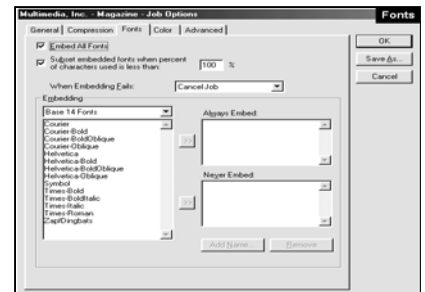 Multimedia, Inc. - Magazine - Job Options
Fonts
General Compression Fonts Color Advanced
OK
Save As...
Cancel
Embed All Fonts
Subset embedded fonts when percent
of characters used is less than: 100 %
When Embedding Fails: Cancel Job
Embedding
Base 14 Fonts
Always Embed:
Courier
Courier-Bold
Courier-BoldOblique
Courier-Oblique
Helvetica
Helvetica-Bold
Helvetica-BoldOblique
Helvetica-Oblique
Symbol
Times-Bold
Times-BoldItalic
Times-Italic
Times-Roman
ZapfDingbats
>>
Never Embed:
>>
Add Name...
Remove